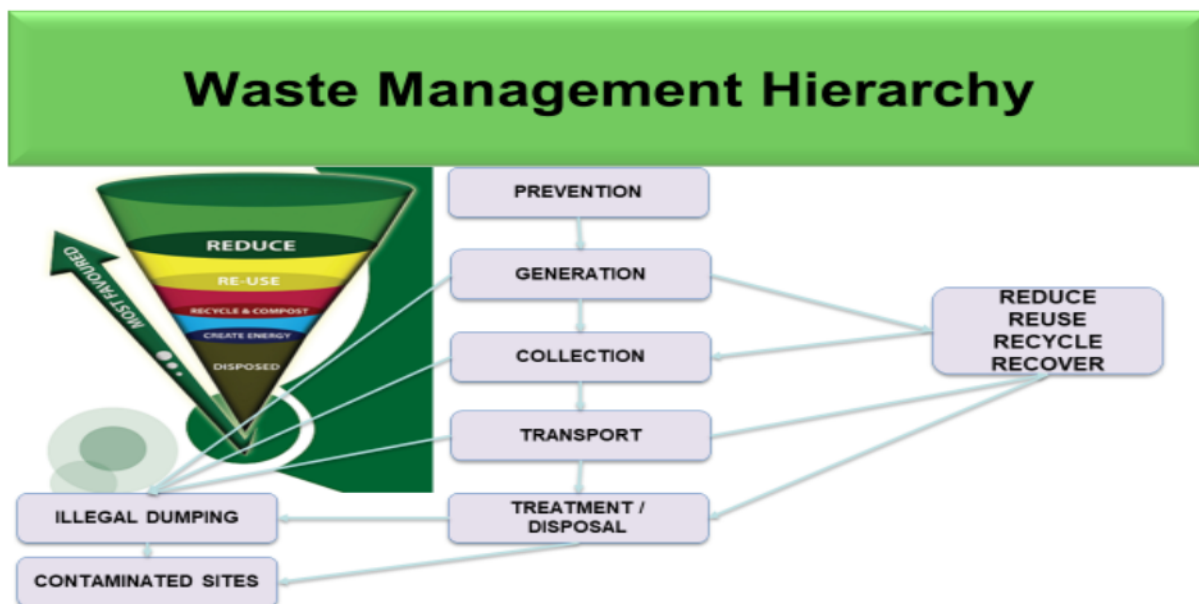 Waste Management Hierarchy
REDUCE
RE-USE
RECYCLE & COMPOST
CREATE ENERGY
DISPOSED
MOST FAVOURED
PREVENTION
GENERATION
COLLECTION
TRANSPORT
TREATMENT /
DISPOSAL
REDUCE
REUSE
RECYCLE
RECOVER
ILLEGAL DUMPING
CONTAMINATED SITES